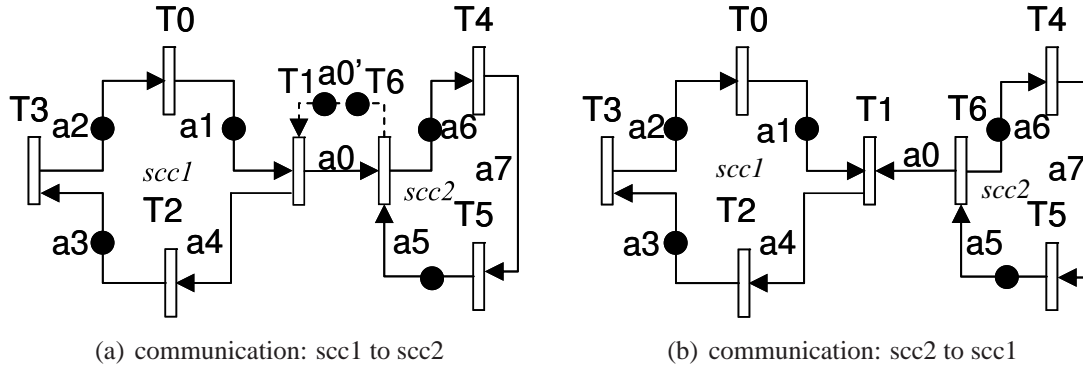 T0
T4
T1
a0'
T6
T3
a2
a1
a6
a0
scc1
scc2
a7
T2
T5
a3
a4
a5
(a) communication: scc1 to scc2
T0
T4
T3
T1
T6
a2
a1
a6
a0
scc1
scc2
a7
T2
T5
a3
a4
a5
(b) communication: scc2 to scc1